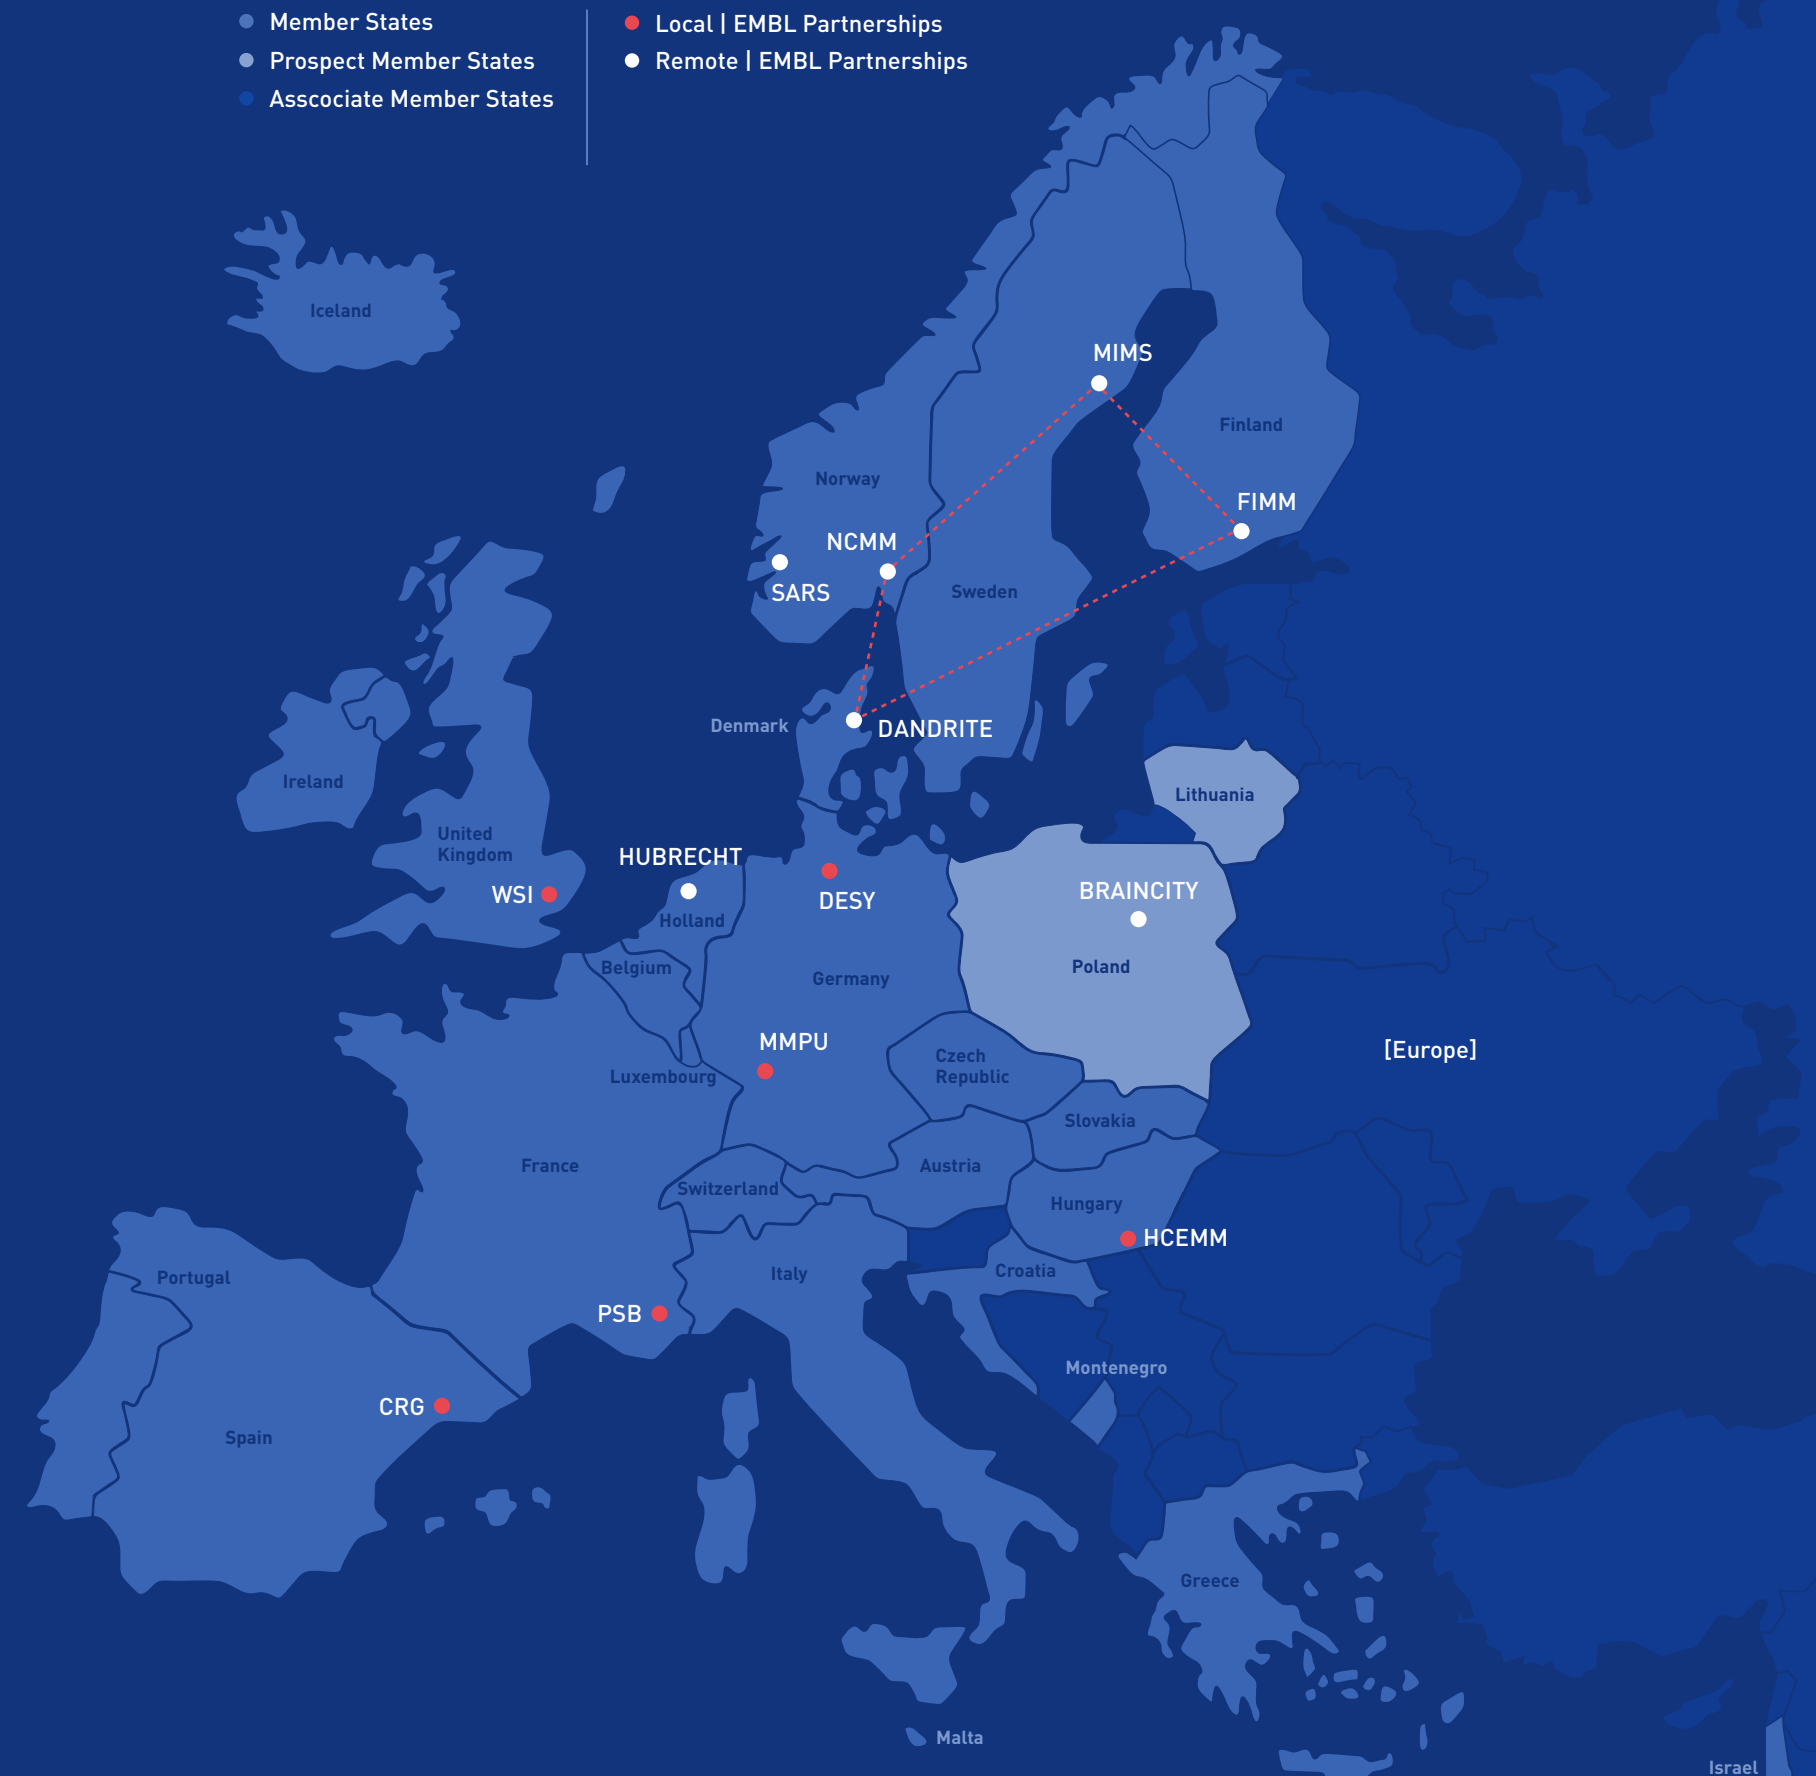 Member States
Prospect Member States
Asscociate Member States
Local | EMBL Partnerships
Remote | EMBL Partnerships
Iceland
MIMS
Finland
Norway
FIMM
NCMM
SARS
Sweden
Denmark
DANDRITE
Ireland
Lithuania
United
Kingdom
HUBRECHT
WSI
DESY
BRAINCITY
Holland
Belgium
Germany
Poland
MMPU
[Europe]
Czech
Republic
Luxembourg
Slovakia
France
Austria
Switzerland
Hungary
HCEMM
Portugal
Italy
Croatia
PSB
Montenegro
CRG
Spain
Greece
Malta
Israel